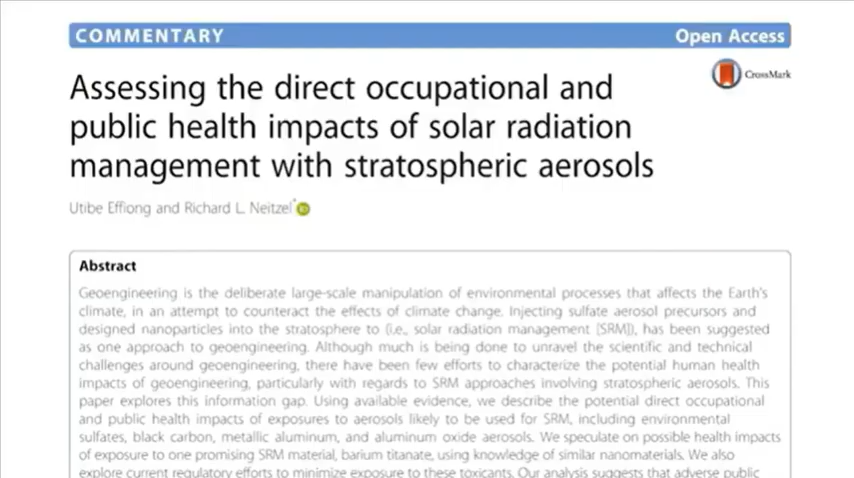 COMMENTARY
Open Access
CrossMark
Assessing the direct occupational and
public health impacts of solar radiation
management with stratospheric aerosols
Utibe Effiong and Richard L. Neitzel*
Abstract
Geoengineering is the deliberate large-scale manipulation of environmental processes that affects the Earth's
climate, in an attempt to counteract the effects of climate change. Injecting sulfate aerosol precursors and
designed nanoparticles into the stratosphere to (i.e., solar radiation management [SRM]), has been suggested
as one approach to geoengineering. Although much is being done to unravel the scientific and technical
challenges around geoengineering, there have been few efforts to characterize the potential human health
impacts of geoengineering, particularly with regards to SRM approaches involving stratospheric aerosols. This
paper explores this information gap. Using available evidence, we describe the potential direct occupational
and public health impacts of exposures to aerosols likely to be used for SRM, including environmental
sulfates, black carbon, metallic aluminum, and aluminum oxide aerosols. We speculate on possible health impacts
of exposure to one promising SRM material, barium titanate, using knowledge of similar nanomaterials. We also
explore current regulatory efforts to minimize exposure to these toxicants. Our analysis suggests that adverse public